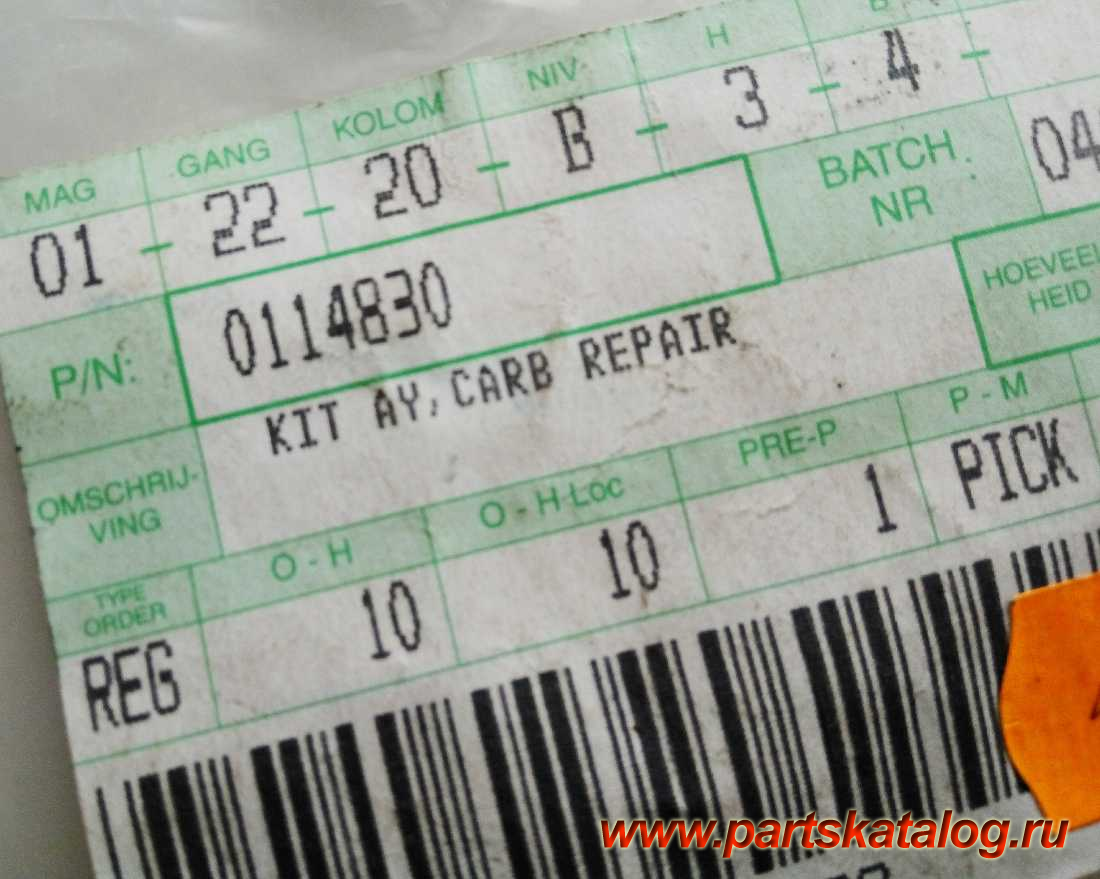 MAG GANG KOLOM NIV H
01 - 22 - 20 - B - 3 - 4 -
P/N: 0114830
BATCH. NR 04
KIT AY, CARB REPAIR
OMSCHRIJ-
VING
HOEVEEL
HEID
TYPE
ORDER
O - H O - H Loc PRE-P P - M
REG 10 10 1 PICK
www.partskatalog.ru